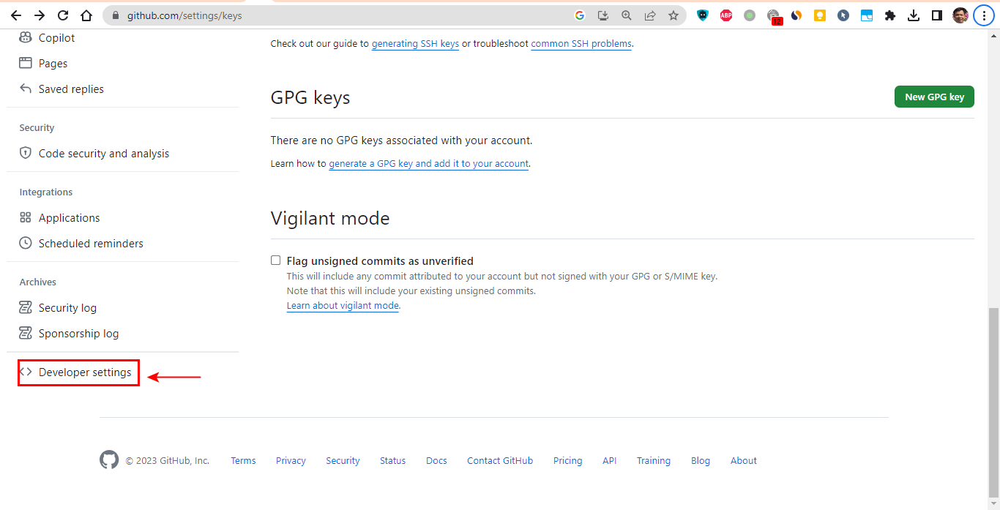 github.com/settings/keys
ABP
12
Copilot
Pages
Saved replies
Security
Code security and analysis
Integrations
Applications
Scheduled reminders
Archives
Security log
Sponsorship log
Developer settings
Check out our guide to generating SSH keys or troubleshoot common SSH problems.
GPG keys
New GPG key
There are no GPG keys associated with your account.
Learn how to generate a GPG key and add it to your account.
Vigilant mode
Flag unsigned commits as unverified
This will include any commit attributed to your account but not signed with your GPG or S/MIME key.
Note that this will include your existing unsigned commits.
Learn about vigilant mode.
© 2023 GitHub, Inc. Terms Privacy Security Status Docs Contact GitHub Pricing API Training Blog About